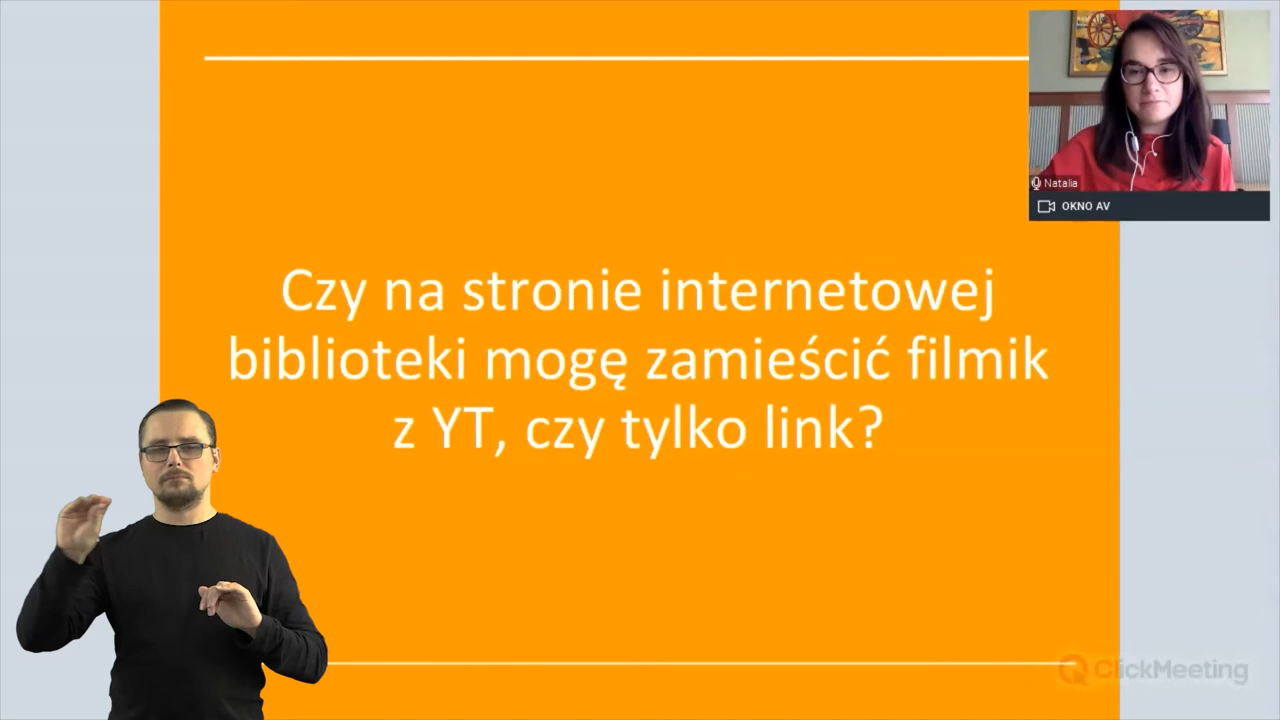 Natalia
OKNO AV
Czy na stronie internetowej
biblioteki mogę zamieścić filmik
z YT, czy tylko link?
ClickMeeting